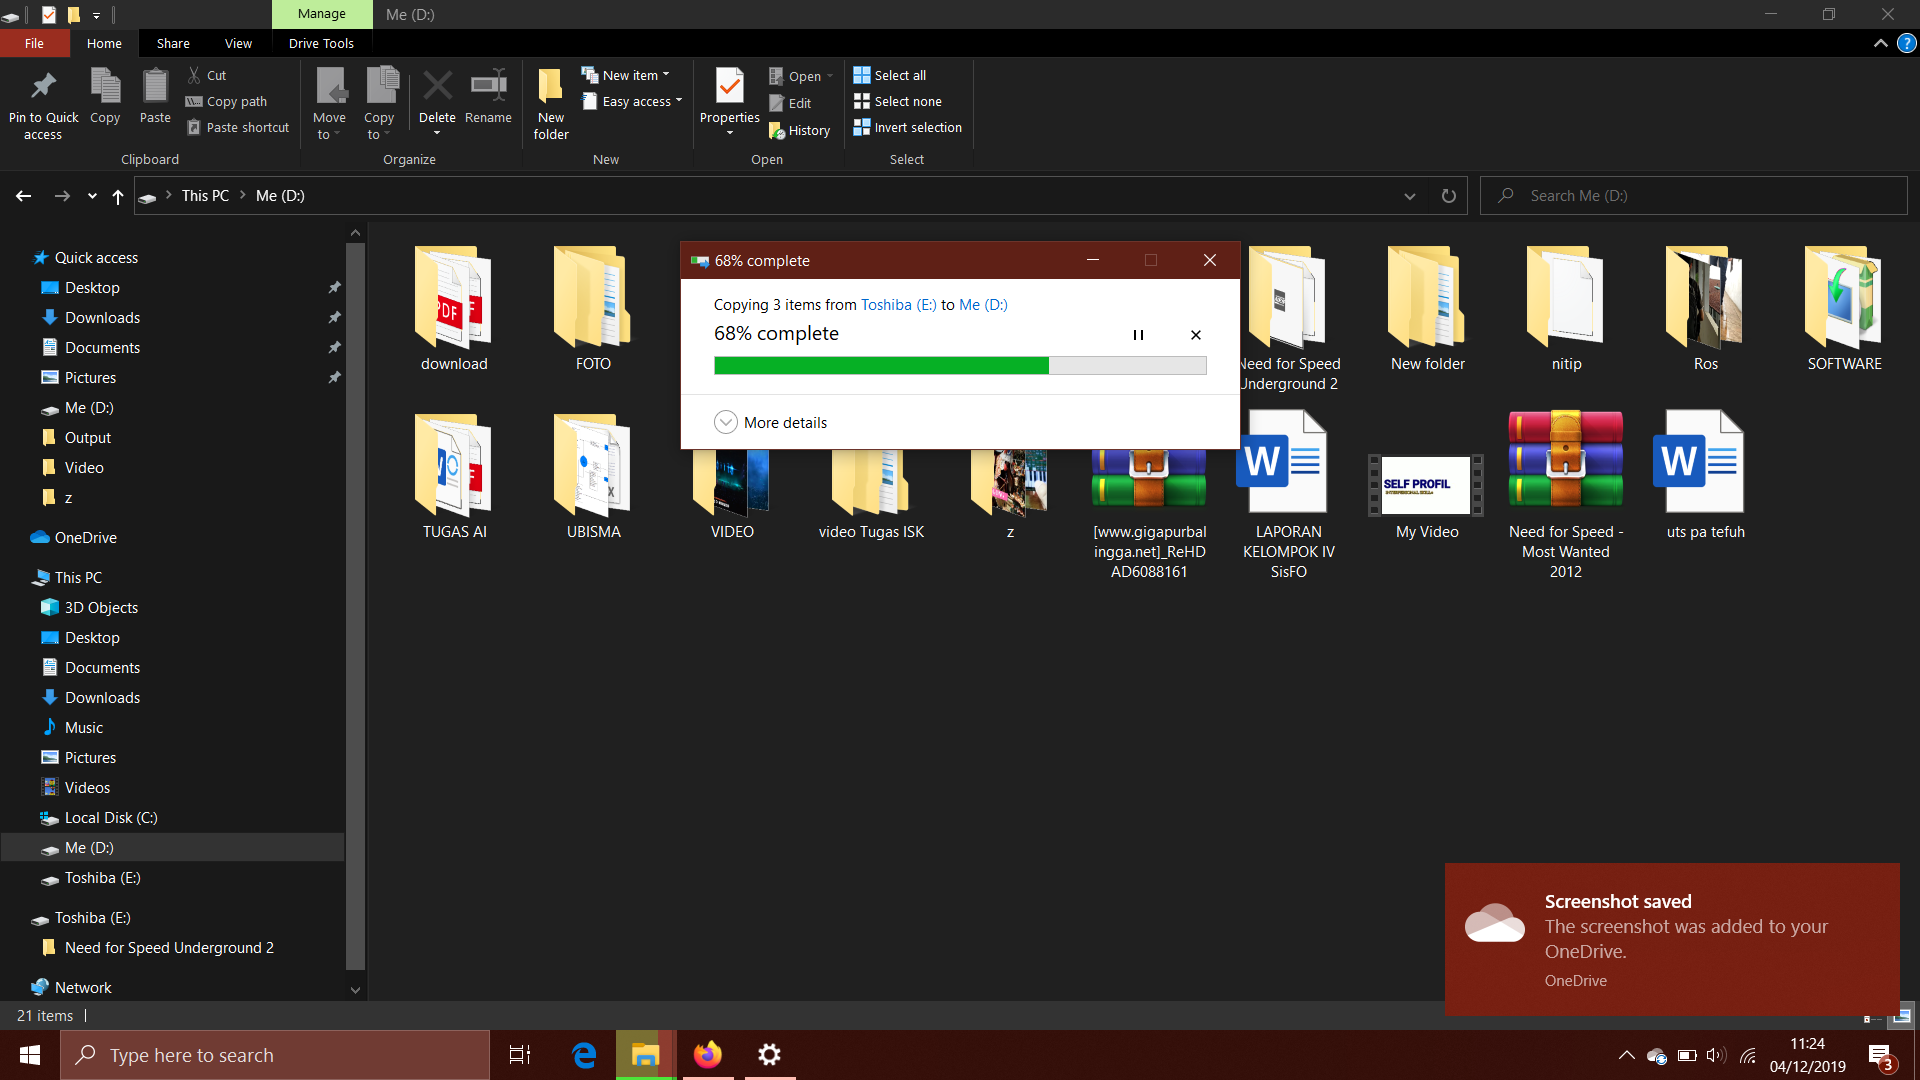 Manage
Me (D:)
File
Home
Share
View
Drive Tools
Pin to Quick
access
Copy
Paste
Cut
Copy path
Paste shortcut
Clipboard
Move
to
Copy
to
Delete
Rename
Organize
New
folder
New item
Easy access
New
Properties
Open
Edit
History
Open
Select all
Select none
Invert selection
Select
This PC
Me (D:)
Search Me (D:)
Quick access
Desktop
Downloads
Documents
Pictures
Me (D:)
Output
Video
z
OneDrive
This PC
3D Objects
Desktop
Documents
Downloads
Music
Pictures
Videos
Local Disk (C:)
Me (D:)
Toshiba (E:)
Toshiba (E:)
Need for Speed Underground 2
Network
21 items
68% complete
Copying 3 items from Toshiba (E:) to Me (D:)
68% complete
More details
PDF
download
FOTO
Need for Speed
Underground 2
New folder
nitip
Ros
SOFTWARE
TUGAS AI
UBISMA
VIDEO
video Tugas ISK
z
[www.gigapurbal
ingga.net]_ReHD
AD6088161
W
LAPORAN
KELOMPOK IV
SisFO
SELF PROFIL
INTERPERSONAL SKILLs
My Video
Need for Speed -
Most Wanted
2012
W
uts pa tefuh
Screenshot saved
The screenshot was added to your
OneDrive.
OneDrive
Type here to search
11:24
04/12/2019
3